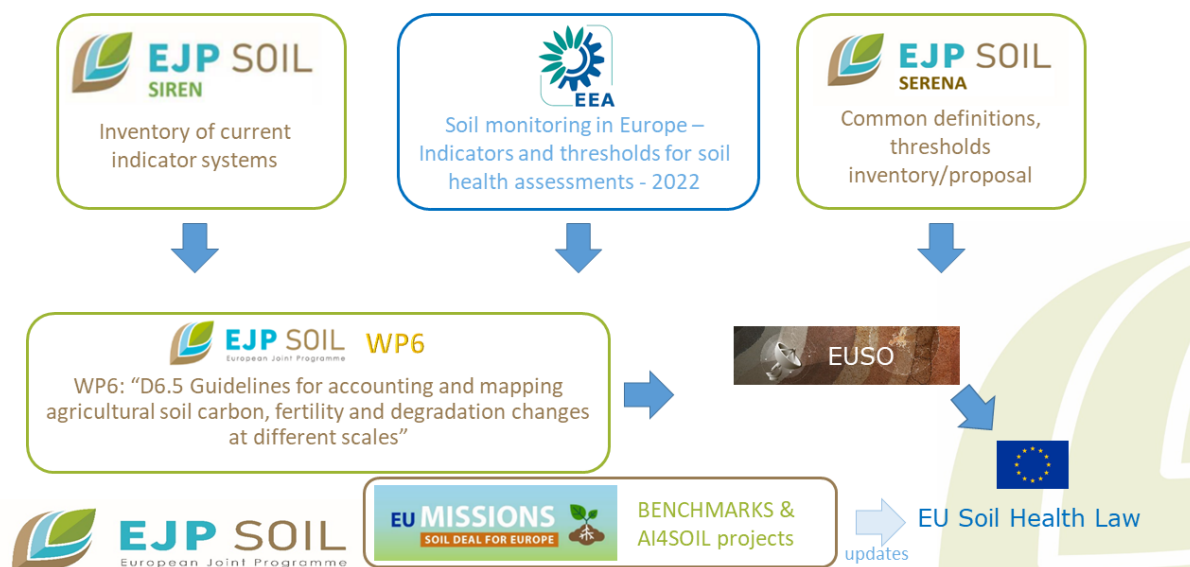 EJP SOIL
SIREN
Inventory of current
indicator systems
EEA
Soil monitoring in Europe –
Indicators and thresholds for soil
health assessments - 2022
EJP SOIL
SERENA
Common definitions,
thresholds
inventory/proposal
EJP SOIL
European Joint Programme
WP6
WP6: “D6.5 Guidelines for accounting and mapping
agricultural soil carbon, fertility and degradation changes
at different scales”
EUSO
EU MISSIONS
SOIL DEAL FOR EUROPE
BENCHMARKS &
AI4SOIL projects
updates
EU Soil Health Law
EJP SOIL
European Joint Programme